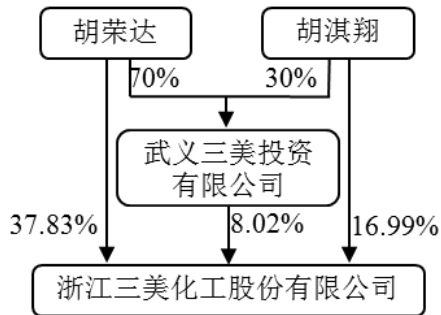 胡荣达
胡淇翔
70%
30%
武义三美投资
有限公司
37.83%
8.02%
16.99%
浙江三美化工股份有限公司